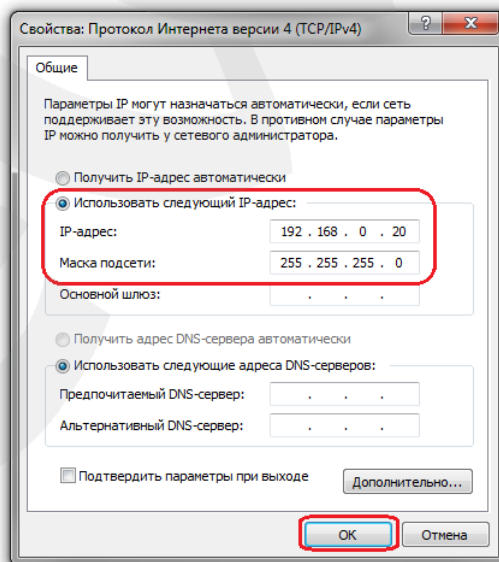 Свойства: Протокол Интернета версии 4 (TCP/IPv4)
Общие
Параметры IP могут назначаться автоматически, если сеть
поддерживает эту возможность. В противном случае параметры
IP можно получить у сетевого администратора.
Получить IP-адрес автоматически
Использовать следующий IP-адрес:
IP-адрес: 192 . 168 . 0 . 20
Маска подсети: 255 . 255 . 255 . 0
Основной шлюз: . . .
Получить адрес DNS-сервера автоматически
Использовать следующие адреса DNS-серверов:
Предпочитаемый DNS-сервер: . . .
Альтернативный DNS-сервер: . . .
Подтвердить параметры при выходе
Дополнительно...
OK Отмена